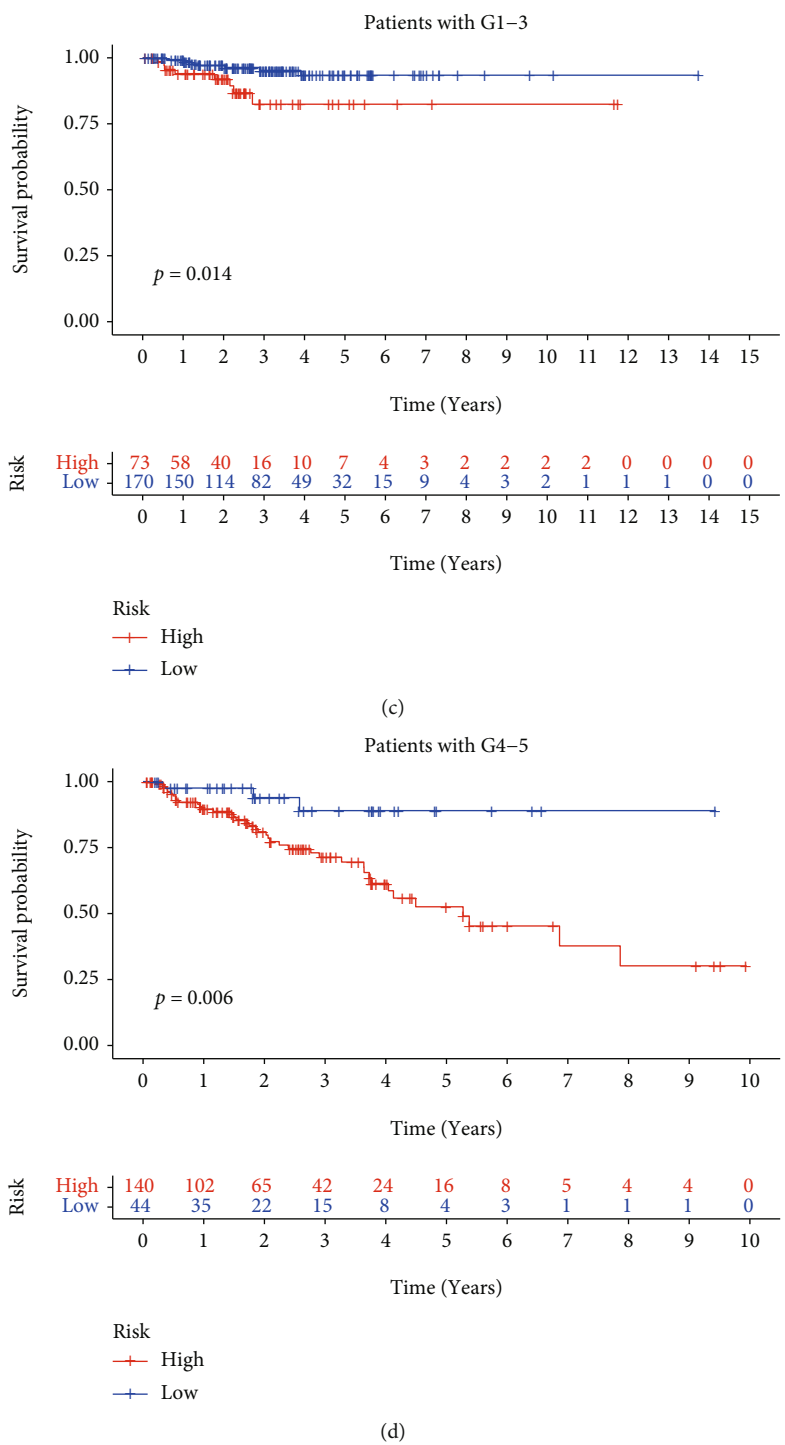 Patients with G1−3
1.00
0.75
0.50
0.25
0.00
Survival probability
p = 0.014
0 1 2 3 4 5 6 7 8 9 10 11 12 13 14 15
Time (Years)
Risk
High 73 58 40 16 10 7 4 3 2 2 2 2 0 0 0 0
Low 170 150 114 82 49 32 15 9 4 3 2 1 1 1 0 0
0 1 2 3 4 5 6 7 8 9 10 11 12 13 14 15
Time (Years)
Risk
High
Low
(c)
Patients with G4−5
1.00
0.75
0.50
0.25
0.00
Survival probability
p = 0.006
0 1 2 3 4 5 6 7 8 9 10
Time (Years)
Risk
High 140 102 65 42 24 16 8 5 4 4 0
Low 44 35 22 15 8 4 3 1 1 1 0
0 1 2 3 4 5 6 7 8 9 10
Time (Years)
Risk
High
Low
(d)